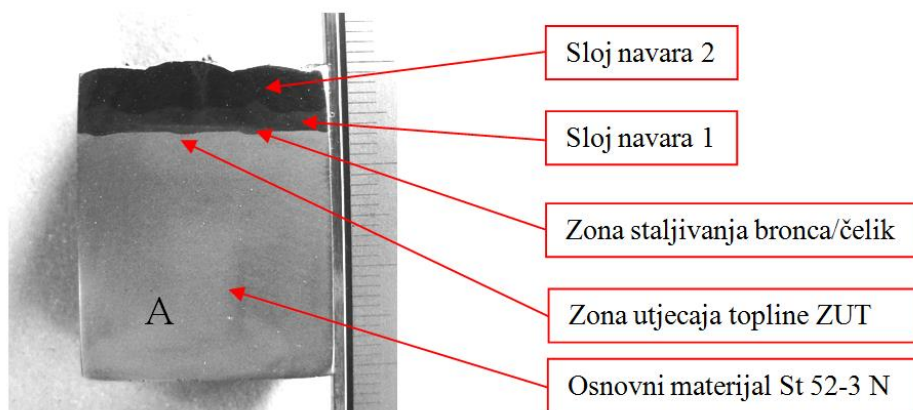 Sloj navara 2
Sloj navara 1
Zona staljivanja bronca/čelik
Zona utjecaja topline ZUT
A
Osnovni materijal St 52-3 N